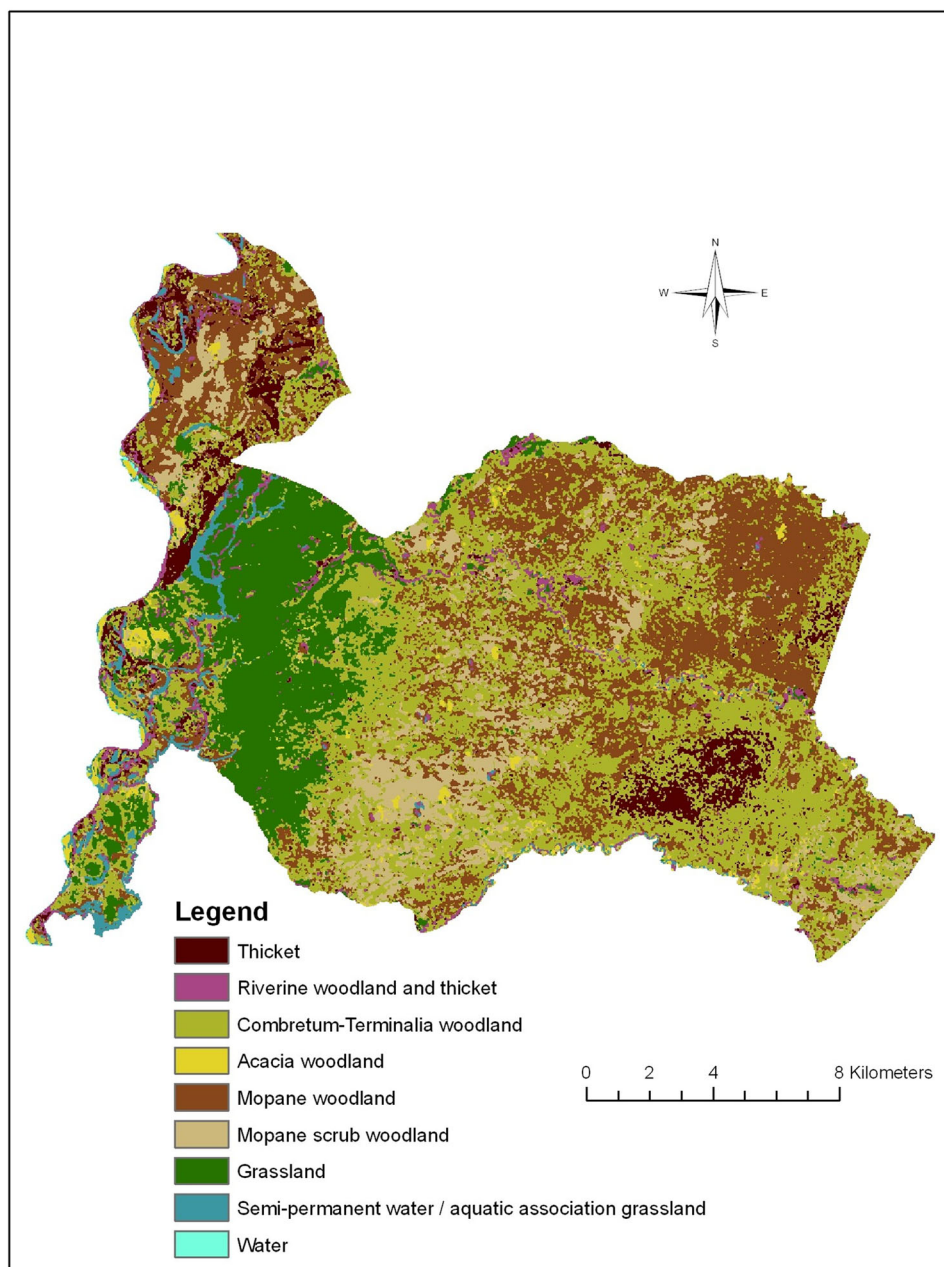 N
W E
S
Legend
Thicket
Riverine woodland and thicket
Combretum-Terminalia woodland
Acacia woodland
Mopane woodland
Mopane scrub woodland
Grassland
Semi-permanent water / aquatic association grassland
Water
0 2 4 8 Kilometers